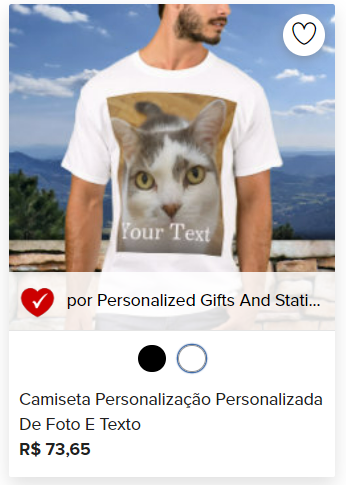 Your Text
por Personalized Gifts And Stati...
Camiseta Personalização Personalizada
De Foto E Texto
R$ 73,65